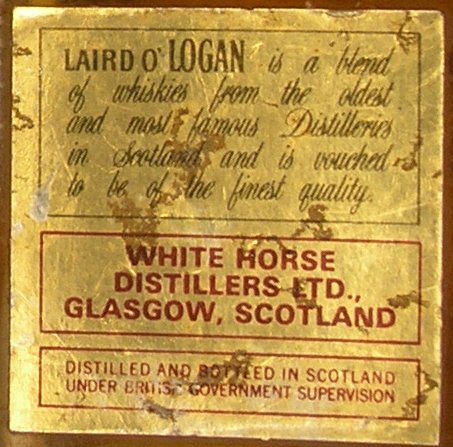 LAIRD O' LOGAN is a blend
of whiskies from the oldest
and most famous Distilleries
in Scotland and is vouched
to be of the finest quality.
WHITE HORSE
DISTILLERS LTD.,
GLASGOW, SCOTLAND
DISTILLED AND BOTTLED IN SCOTLAND
UNDER BRITISH GOVERNMENT SUPERVISION